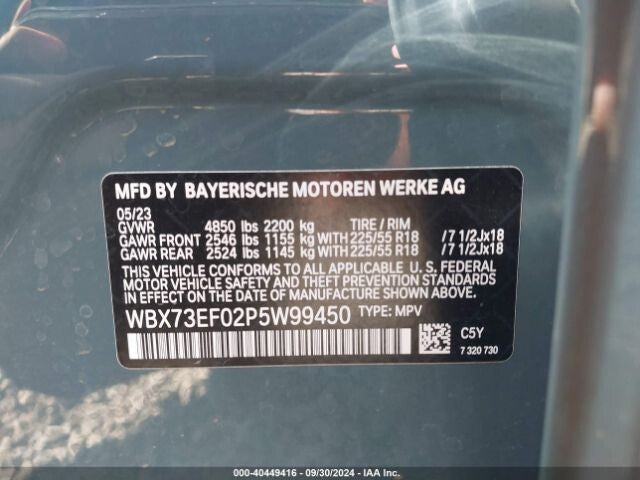 MFD BY BAYERISCHE MOTOREN WERKE AG
05/23
GVWR 4850 lbs 2200 kg TIRE / RIM
GAWR FRONT 2546 lbs 1155 kg WITH 225/55 R18 /7 1/2Jx18
GAWR REAR 2524 lbs 1145 kg WITH 225/55 R18 /7 1/2Jx18
THIS VEHICLE CONFORMS TO ALL APPLICABLE U. S. FEDERAL
MOTOR VEHICLE SAFETY AND THEFT PREVENTION STANDARDS
IN EFFECT ON THE DATE OF MANUFACTURE SHOWN ABOVE.
WBX73EF02P5W99450 TYPE: MPV
C5Y
7 320 730
000-40449416 - 09/30/2024 - IAA Inc.